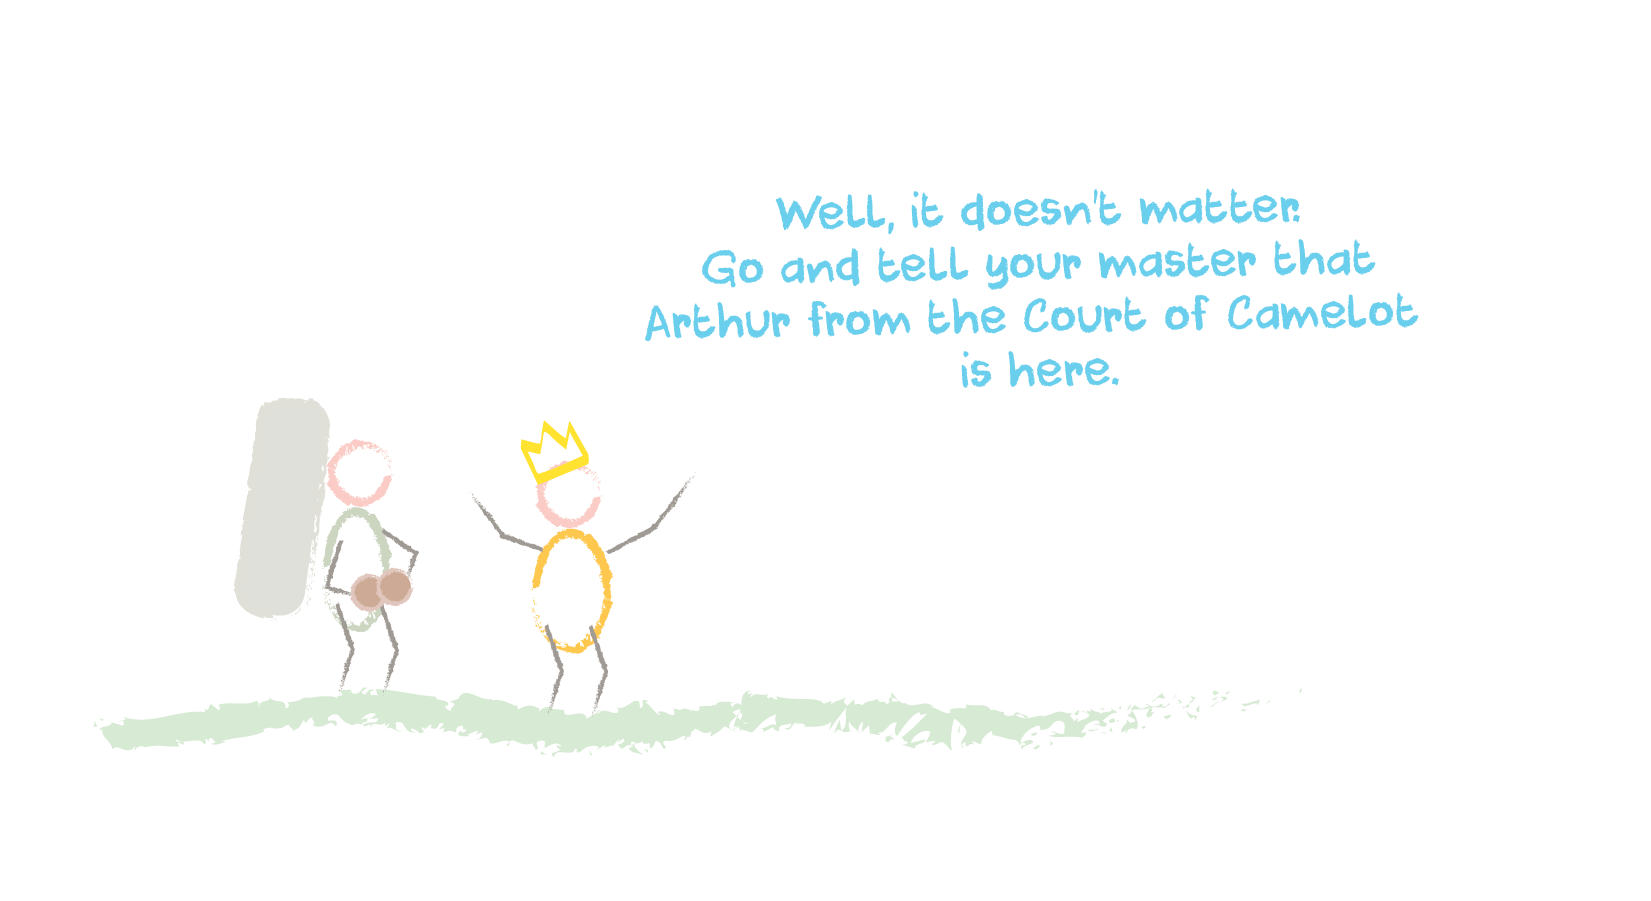 Well, it doesn't matter.
Go and tell your master that
Arthur from the Court of Camelot
is here.